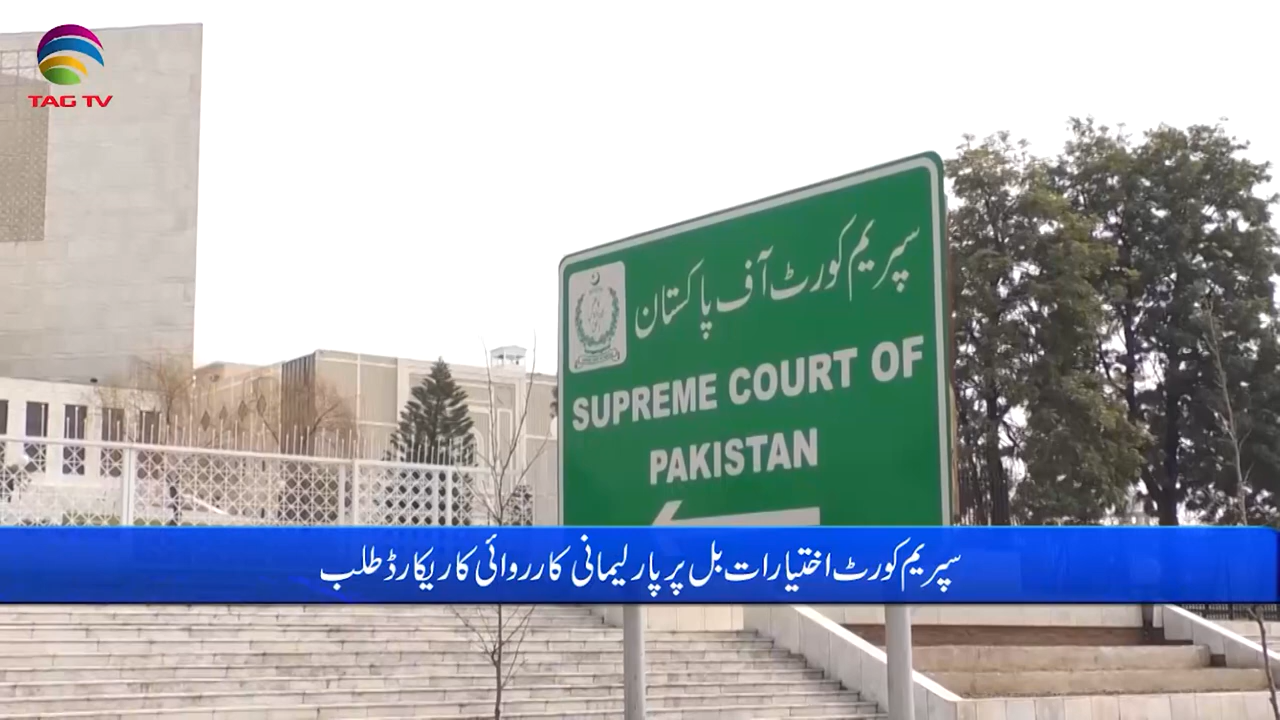 TAG TV
سپریم کورٹ آف پاکستان
SUPREME COURT OF
PAKISTAN
سپریم کورٹ اختیارات بل پر پارلیمانی کارروائی کا ریکارڈ طلب